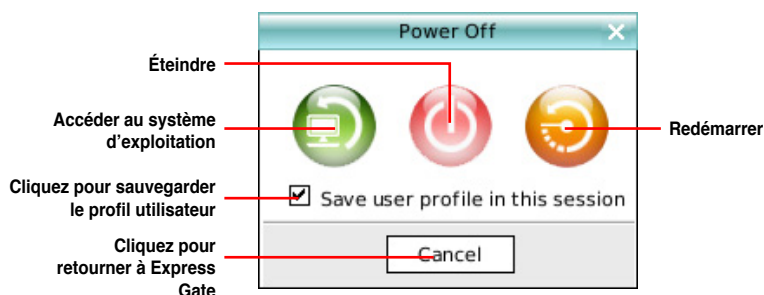 Power Off
Éteindre
Accéder au système
d'exploitation
Redémarrer
Cliquez pour sauvegarder
le profil utilisateur
Save user profile in this session
Cliquez pour
retourner à Express
Gate
Cancel